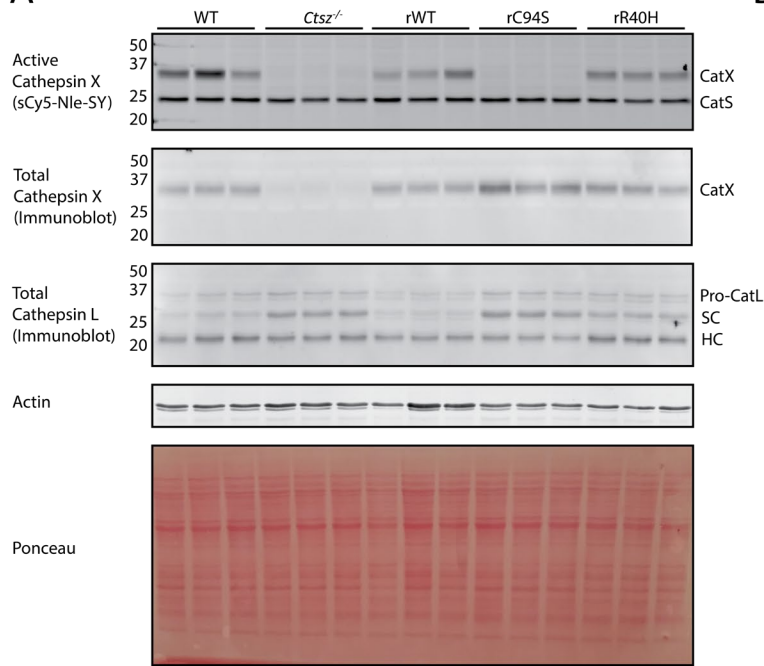 WT Ctsz-/- rWT rC94S rR40H
Active
Cathepsin X
(sCy5-Nle-SY)
50
37
25
20
CatX
CatS
Total
Cathepsin X
(Immunoblot)
50
37
25
20
CatX
Total
Cathepsin L
(Immunoblot)
50
37
25
20
Pro-CatL
SC
HC
Actin
Ponceau